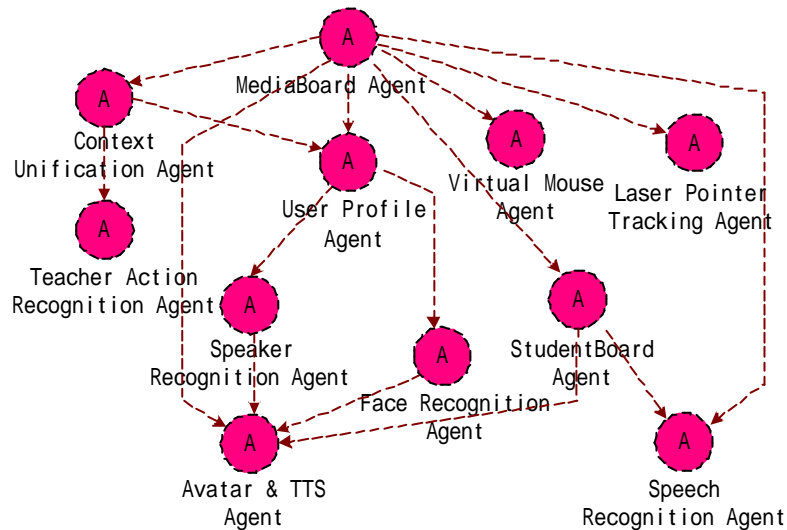 A
MediaBoard Agent
A
Context
Unification Agent
A
Virtual Mouse
Agent
A
Laser Pointer
Tracking Agent
A
User Profile
Agent
A
Teacher Action
Recognition Agent
A
Speaker
Recognition Agent
A
StudentBoard
Agent
A
Face Recognition
Agent
A
Avatar & TTS
Agent
A
Speech
Recognition Agent